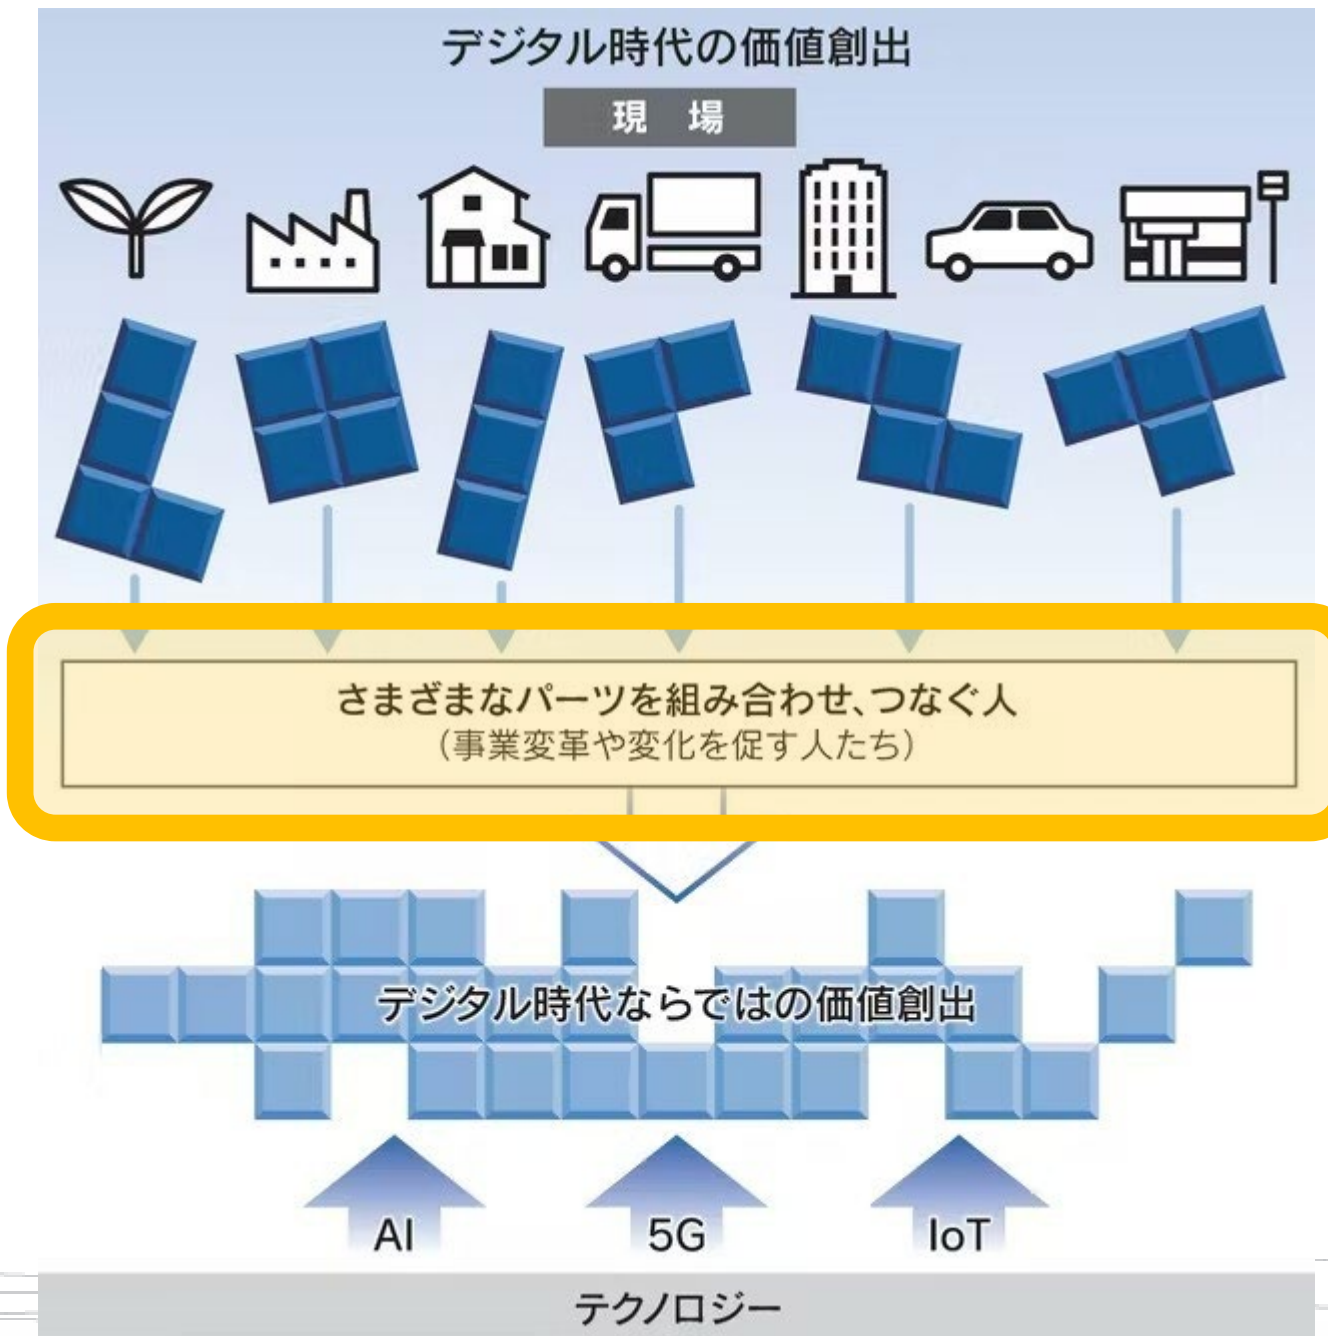 デジタル時代の価値創出
現 場
さまざまなパーツを組み合わせ、つなぐ人
（事業変革や変化を促す人たち）
デジタル時代ならではの価値創出
AI 5G IoT
テクノロジー